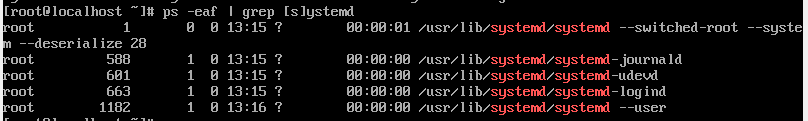 [root@localhost ~]# ps -eaf | grep [s]ystemd
root           1       0  0 13:15 ?        00:00:01 /usr/lib/systemd/systemd --switched-root --syste
m --deserialize 28
root         588       1  0 13:15 ?        00:00:00 /usr/lib/systemd/systemd-journald
root         601       1  0 13:15 ?        00:00:00 /usr/lib/systemd/systemd-udevd
root         663       1  0 13:15 ?        00:00:00 /usr/lib/systemd/systemd-logind
root        1182       1  0 13:16 ?        00:00:00 /usr/lib/systemd/systemd --user